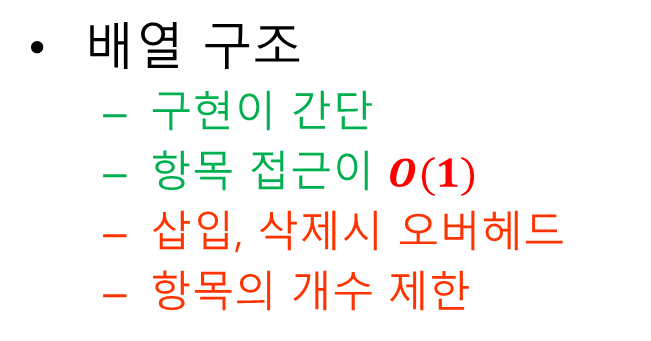 • 배열 구조
– 구현이 간단
– 항목 접근이 O(1)
– 삽입, 삭제시 오버헤드
– 항목의 개수 제한